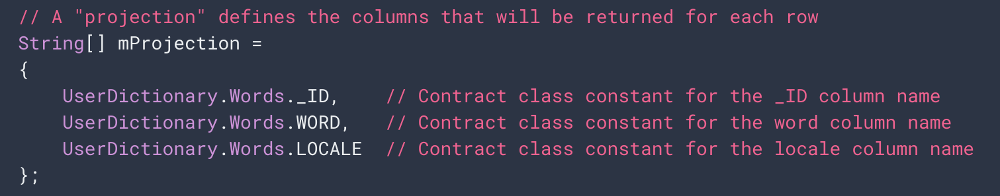 // A "projection" defines the columns that will be returned for each row
String[] mProjection =
{
    UserDictionary.Words._ID,    // Contract class constant for the _ID column name
    UserDictionary.Words.WORD,   // Contract class constant for the word column name
    UserDictionary.Words.LOCALE  // Contract class constant for the locale column name
};